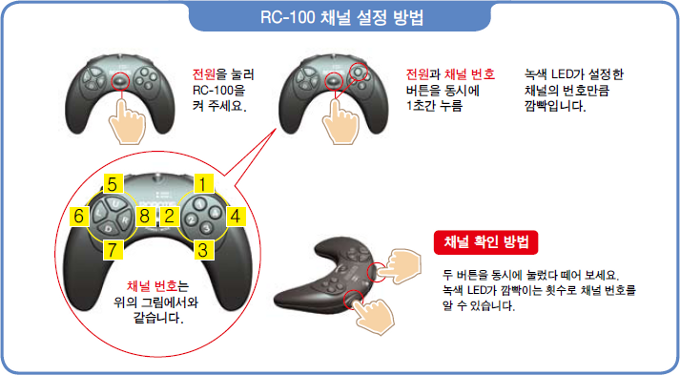 RC-100 채널 설정 방법
전원을 눌러
RC-100을
켜 주세요.
전원과 채널 번호
버튼을 동시에
1초간 누름
녹색 LED가 설정한
채널의 번호만큼
깜빡입니다.
5
1
6
8
2
4
7
3
U
L
R
D
1
2
4
3
채널 번호는
위의 그림에서와
같습니다.
채널 확인 방법
두 버튼을 동시에 눌렀다 떼어 보세요.
녹색 LED가 깜빡이는 횟수로 채널 번호를
알 수 있습니다.